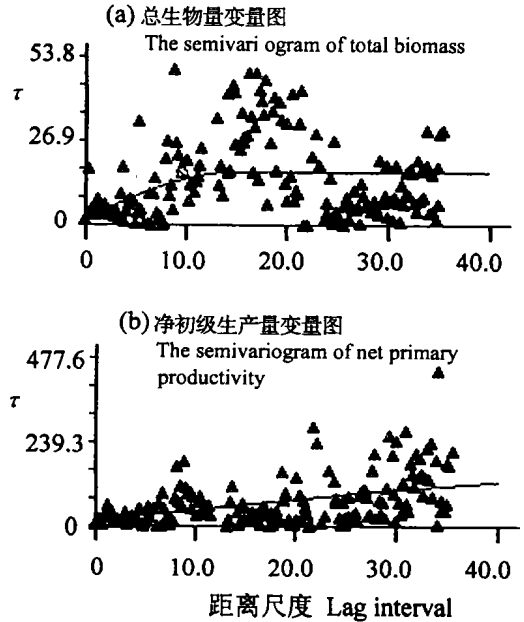 (a) 总生物量变量图
The semivari ogram of total biomass
53.8
τ
26.9
0
0 10.0 20.0 30.0 40.0
(b) 净初级生产量变量图
The semivariogram of net primary
productivity
477.6
τ
239.3
0
0.0 10.0 20.0 30.0 40.0
距离尺度 Lag interval